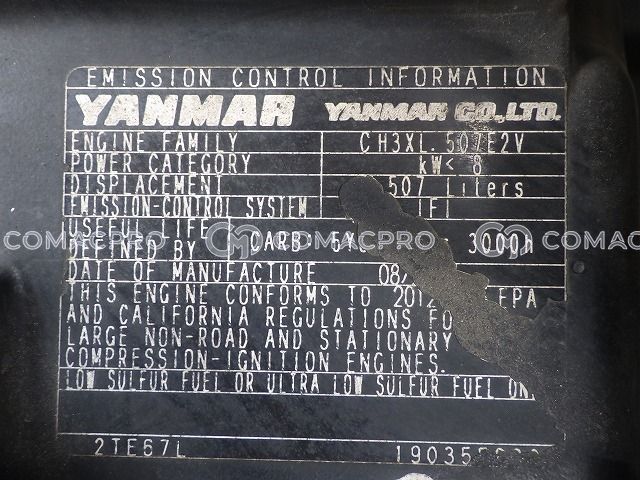 EMISSION CONTROL INFORMATION
YANMAR YANMAR CO.,LTD.
ENGINE FAMILY CH3XL.507E2V
POWER CATEGORY kW< 8
DISPLACEMENT 507 liters
EMISSION-CONTROL SYSTEM IFI
USEFUL LIFE
DEFINED BY CARB 3000h
COMACPRO COMACPRO COMACPRO
DATE OF MANUFACTURE 08/
THIS ENGINE CONFORMS TO 2012 EPA
AND CALIFORNIA REGULATIONS
LARGE NON-ROAD AND STATIONARY
COMPRESSION-IGNITION ENGINES.
LOW SULFUR FUEL OR ULTRA LOW SULFUR FUEL
2TE67L